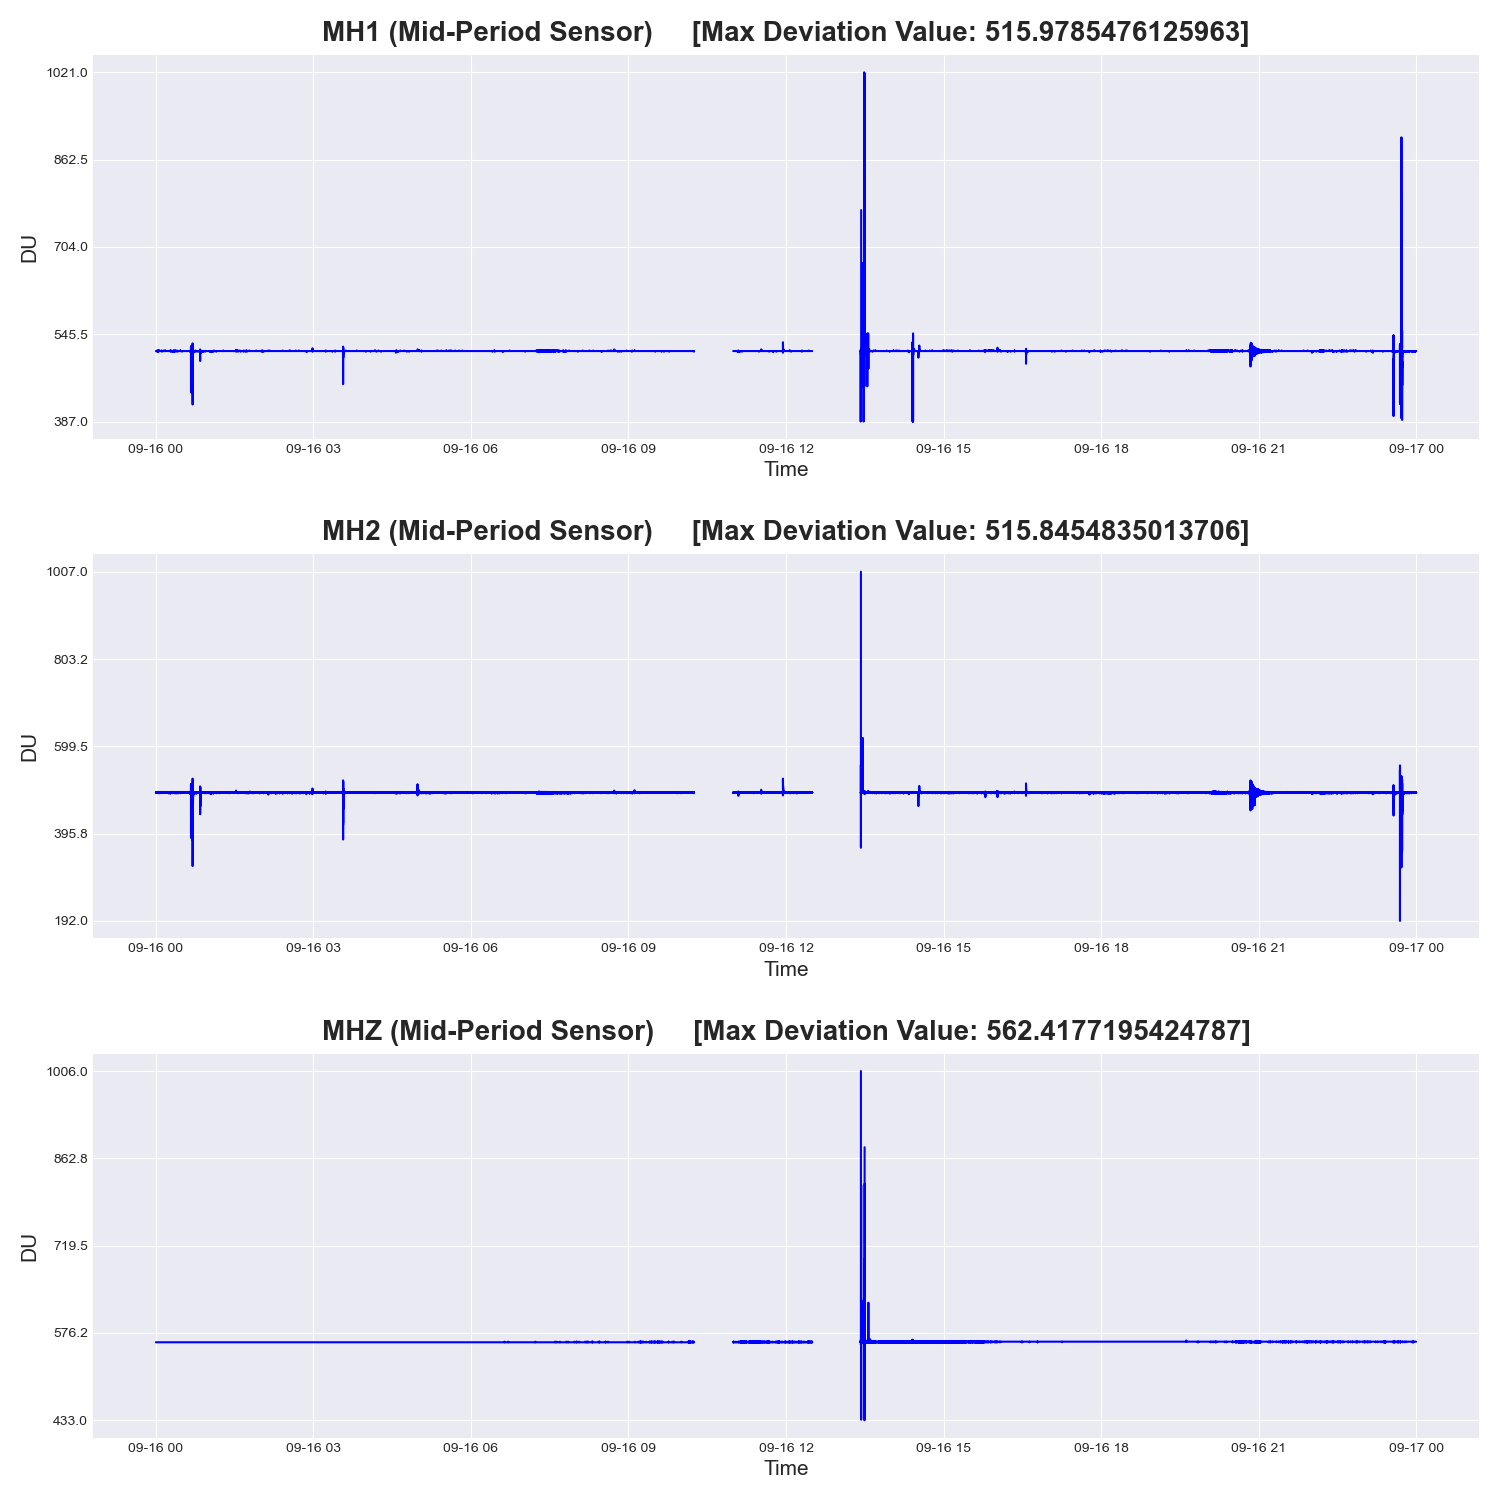 MH1 (Mid-Period Sensor) [Max Deviation Value: 515.9785476125963]
1021.0
862.5
704.0
545.5
387.0
DU
09-16 00 09-16 03 09-16 06 09-16 09 09-16 12 09-16 15 09-16 18 09-16 21 09-17 00
Time
MH2 (Mid-Period Sensor) [Max Deviation Value: 515.8454835013706]
1007.0
803.2
599.5
395.8
192.0
DU
09-16 00 09-16 03 09-16 06 09-16 09 09-16 12 09-16 15 09-16 18 09-16 21 09-17 00
Time
MHZ (Mid-Period Sensor) [Max Deviation Value: 562.4177195424787]
1006.0
862.8
719.5
576.2
433.0
DU
09-16 00 09-16 03 09-16 06 09-16 09 09-16 12 09-16 15 09-16 18 09-16 21 09-17 00
Time